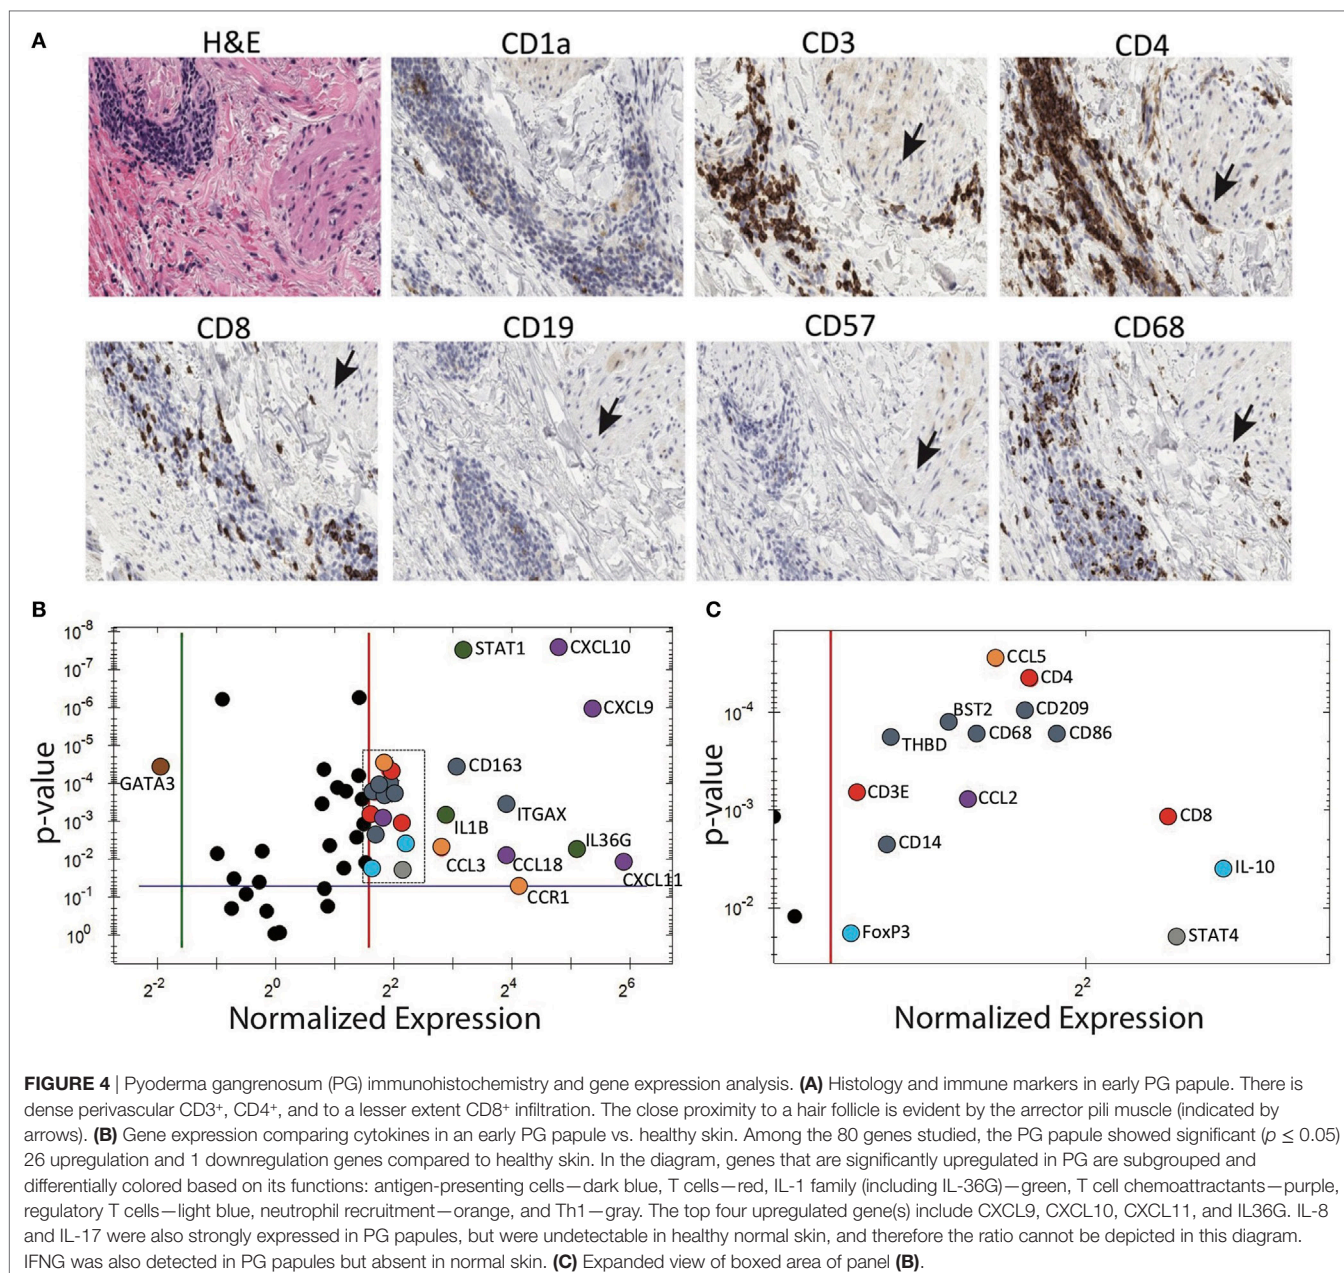 A
H&E
CD1a
CD3
CD4
CD8
CD19
CD57
CD68
B
p-value
10-8
10-7
10-6
10-5
10-4
10-3
10-2
10-1
100
STAT1
CXCL10
CXCL9
GATA3
CD163
ITGAX
IL1B
IL36G
CCL3
CCL18
CXCL11
CCR1
2-2
20
22
24
26
Normalized Expression
C
p-value
10-4
10-3
10-2
CCL5
CD4
BST2
CD209
THBD
CD68
CD86
CD3E
CCL2
CD8
CD14
IL-10
FoxP3
STAT4
22
Normalized Expression
FIGURE 4 | Pyoderma gangrenosum (PG) immunohistochemistry and gene expression analysis. (A) Histology and immune markers in early PG papule. There is
dense perivascular CD3+, CD4+, and to a lesser extent CD8+ infiltration. The close proximity to a hair follicle is evident by the arrector pili muscle (indicated by
arrows). (B) Gene expression comparing cytokines in an early PG papule vs. healthy skin. Among the 80 genes studied, the PG papule showed significant (p ≤ 0.05)
26 upregulation and 1 downregulation genes compared to healthy skin. In the diagram, genes that are significantly upregulated in PG are subgrouped and
differentially colored based on its functions: antigen-presenting cells—dark blue, T cells—red, IL-1 family (including IL-36G)—green, T cell chemoattractants—purple,
regulatory T cells—light blue, neutrophil recruitment—orange, and Th1—gray. The top four upregulated gene(s) include CXCL9, CXCL10, CXCL11, and IL36G. IL-8
and IL-17 were also strongly expressed in PG papules, but were undetectable in healthy normal skin, and therefore the ratio cannot be depicted in this diagram.
IFNG was also detected in PG papules but absent in normal skin. (C) Expanded view of boxed area of panel (B).